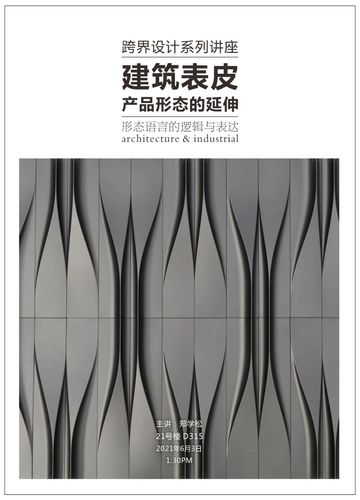 跨界设计系列讲座
建筑表皮
产品形态的延伸
形态语言的逻辑与表达
architecture & industrial
主讲：郑学松
21号楼 D315
2021年6月3日
1:30PM